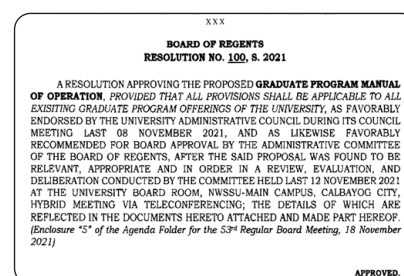 XXX
BOARD OF REGENTS
RESOLUTION NO. 100, S. 2021
A RESOLUTION APPROVING THE PROPOSED GRADUATE PROGRAM MANUAL
OF OPERATION, PROVIDED THAT ALL PROVISIONS SHALL BE APPLICABLE TO ALL
EXISITING GRADUATE PROGRAM OFFERINGS OF THE UNIVERSITY, AS FAVORABLY
ENDORSED BY THE UNIVERSITY ADMINISTRATIVE COUNCIL DURING ITS COUNCIL
MEETING LAST 08 NOVEMBER 2021, AND AS LIKEWISE FAVORABLY
RECOMMENDED FOR BOARD APPROVAL BY THE ADMINISTRATIVE COMMITTEE
OF THE BOARD OF REGENTS, AFTER THE SAID PROPOSAL WAS FOUND TO BE
RELEVANT, APPROPRIATE AND IN ORDER IN A REVIEW, EVALUATION, AND
DELIBERATION CONDUCTED BY THE COMMITTEE HELD LAST 12 NOVEMBER 2021
AT THE UNIVERSITY BOARD ROOM, NWSSU-MAIN CAMPUS, CALBAYOG CITY,
HYBRID MEETING VIA TELECONFERENCING; THE DETAILS OF WHICH ARE
REFLECTED IN THE DOCUMENTS HERETO ATTACHED AND MADE PART HEREOF.
(Enclosure "5" of the Agenda Folder for the 53rd Regular Board Meeting, 18 November
2021)
APPROVED.